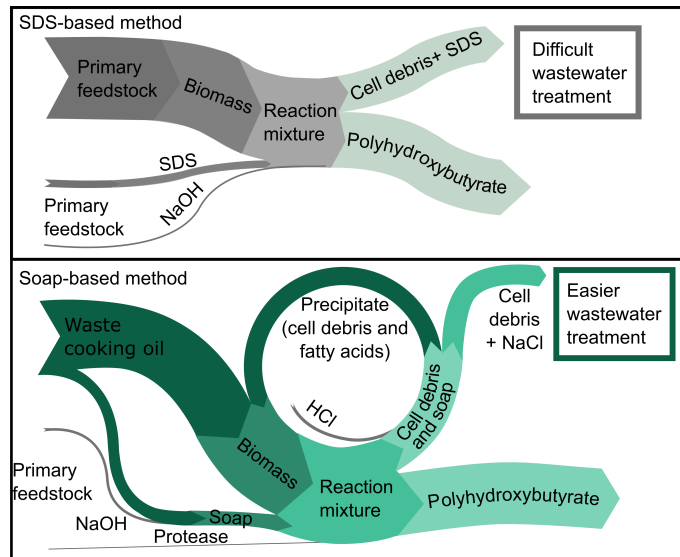 SDS-based method
Primary
feedstock
Biomass
Reaction
mixture
Cell debris+ SDS
Polyhydroxybutyrate
Difficult
wastewater
treatment
SDS
NaOH
Primary
feedstock
Soap-based method
Waste
cooking oil
Precipitate
(cell debris and
fatty acids)
HCl
Cell debris
and soap
Cell
debris
+ NaCl
Easier
wastewater
treatment
Biomass
Reaction
mixture
Polyhydroxybutyrate
Primary
feedstock
NaOH
Soap
Protease